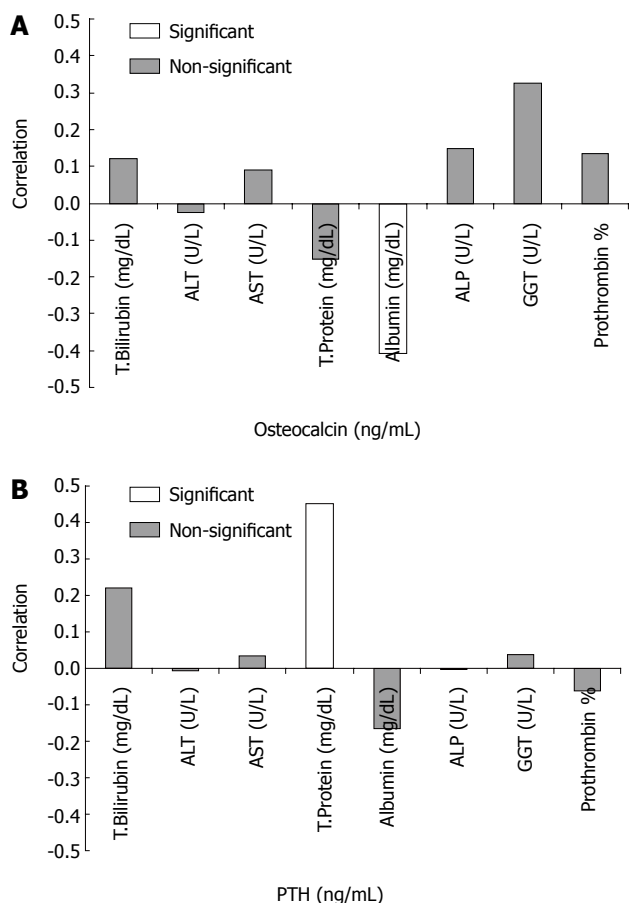 A
Significant
Non-significant
0.5
0.4
0.3
0.2
0.1
0.0
-0.1
-0.2
-0.3
-0.4
-0.5
Correlation
T.Bilirubin (mg/dL)
ALT (U/L)
AST (U/L)
T.Protein (mg/dL)
Albumin (mg/dL)
ALP (U/L)
GGT (U/L)
Prothrombin %
Osteocalcin (ng/mL)
B
Significant
Non-significant
0.5
0.4
0.3
0.2
0.1
0.0
-0.1
-0.2
-0.3
-0.4
0.5
Correlation
T.Bilirubin (mg/dL)
ALT (U/L)
AST (U/L)
T.Protein (mg/dL)
Albumin (mg/dL)
ALP (U/L)
GGT (U/L)
Prothrombin %
PTH (ng/mL)